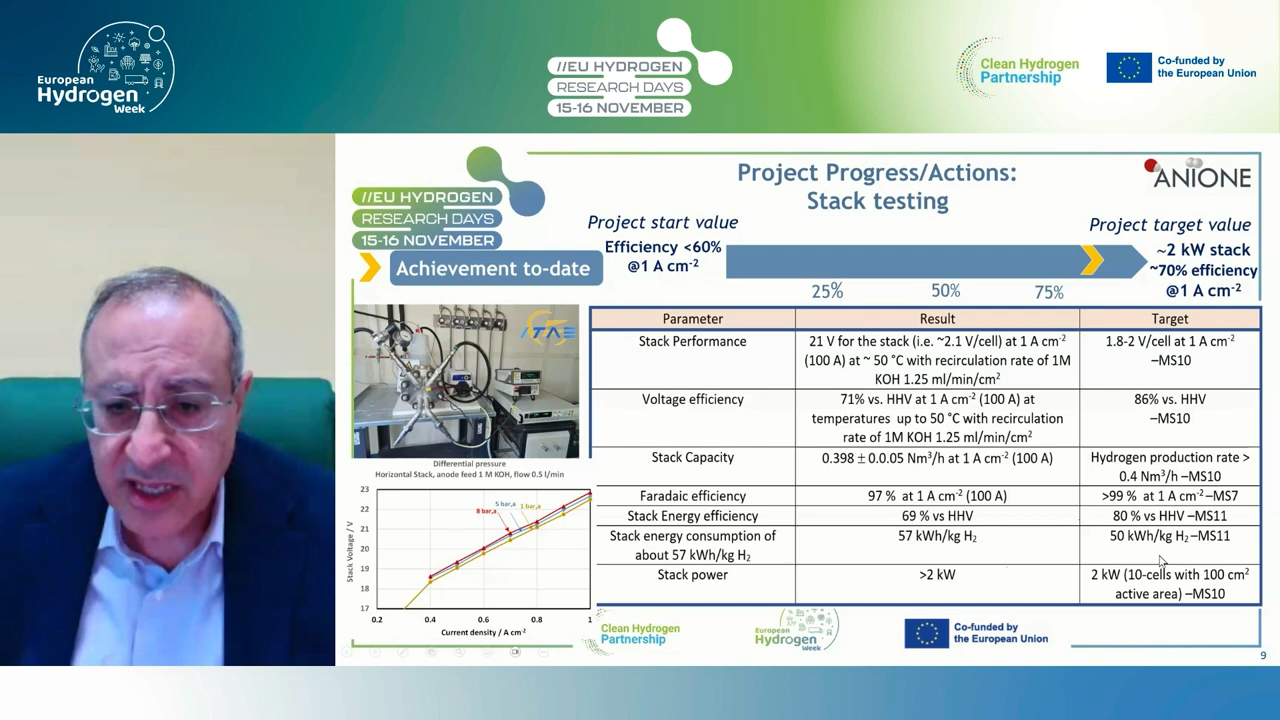 European
Hydrogen
Week
//EU HYDROGEN
RESEARCH DAYS
15-16 NOVEMBER
Clean Hydrogen
Partnership
Co-funded by
the European Union
//EU HYDROGEN
RESEARCH DAYS
15-16 NOVEMBER
Project Progress/Actions:
Stack testing
ANIONE
Project start value
Efficiency <60%
@1 A cm-2
Project target value
~2 kW stack
~70% efficiency
@1 A cm-2
25%
50%
75%
Achievement to-date
ITAE
Parameter Result Target
Stack Performance
21 V for the stack (i.e. ~2.1 V/cell) at 1 A cm-2
(100 A) at ~ 50 °C with recirculation rate of 1M
KOH 1.25 ml/min/cm2
1.8-2 V/cell at 1 A cm-2
–MS10
Voltage efficiency
71% vs. HHV at 1 A cm-2 (100 A) at
temperatures up to 50 °C with recirculation
rate of 1M KOH 1.25 ml/min/cm2
86% vs. HHV
–MS10
Stack Capacity
0.398 ± 0.0.05 Nm3/h at 1 A cm-2 (100 A)
Hydrogen production rate >
0.4 Nm3/h –MS10
Faradaic efficiency
97 % at 1 A cm-2 (100 A)
>99 % at 1 A cm-2 –MS7
Stack Energy efficiency
69 % vs HHV
80 % vs HHV –MS11
Stack energy consumption of
about 57 kWh/kg H2
57 kWh/kg H2
50 kWh/kg H2 –MS11
Stack power
>2 kW
2 kW (10-cells with 100 cm2
active area) –MS10
Differential pressure
Horizontal Stack, anode feed 1 M KOH, flow 0.5 l/min
Stack Voltage / V
23
22
21
20
19
18
17
8 bar,a
5 bar,a
1 bar,a
0.2 0.4 0.6 0.8 1
Current density / A cm-2
Clean Hydrogen
Partnership
European
Hydrogen
Week
Co-funded by
the European Union
9